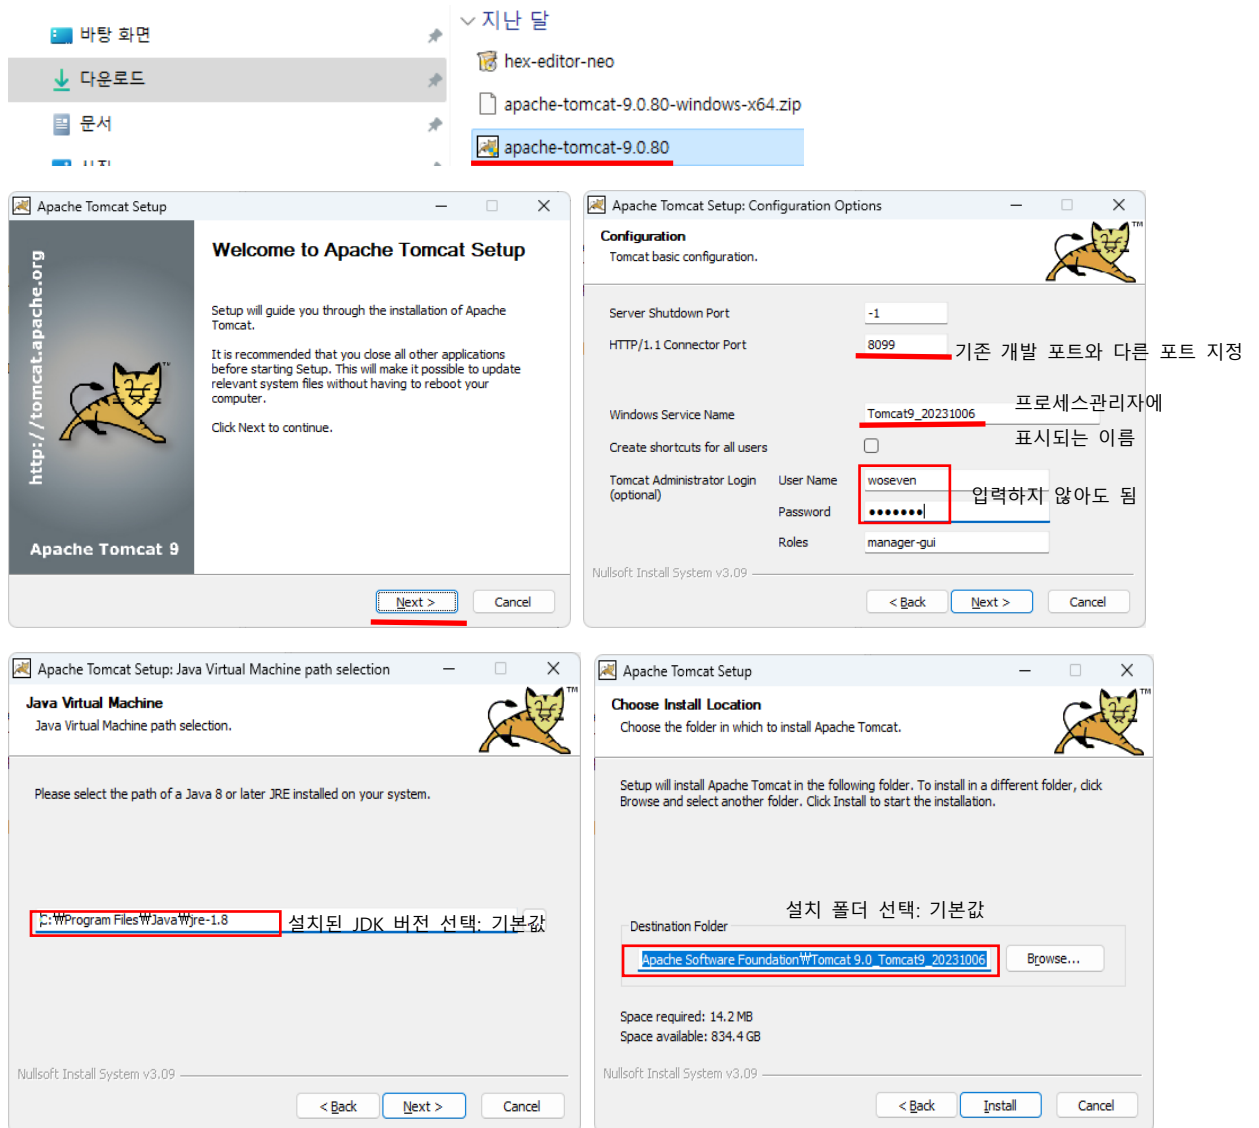 바탕 화면
다운로드
문서
지난 달
hex-editor-neo
apache-tomcat-9.0.80-windows-x64.zip
apache-tomcat-9.0.80
Apache Tomcat Setup
http://tomcat.apache.org
Apache Tomcat 9
Welcome to Apache Tomcat Setup
Setup will guide you through the installation of Apache
Tomcat.
It is recommended that you close all other applications
before starting Setup. This will make it possible to update
relevant system files without having to reboot your
computer.
Click Next to continue.
Next >
Cancel
Apache Tomcat Setup: Configuration Options
Configuration
Tomcat basic configuration.
TM
Server Shutdown Port
-1
HTTP/1.1 Connector Port
8099
기존 개발 포트와 다른 포트 지정
Windows Service Name
Tomcat9_20231006
프로세스관리자에
표시되는 이름
Create shortcuts for all users
Tomcat Administrator Login
(optional)
User Name
woseven
입력하지 않아도 됨
Password
●●●●●●●
Roles
manager-gui
Nullsoft Install System v3.09
< Back
Next >
Cancel
Apache Tomcat Setup: Java Virtual Machine path selection
Java Virtual Machine
Java Virtual Machine path selection.
TM
Please select the path of a Java 8 or later JRE installed on your system.
C:₩Program Files₩Java₩jre-1.8
설치된 JDK 버전 선택: 기본값
Nullsoft Install System v3.09
< Back
Next >
Cancel
Apache Tomcat Setup
Choose Install Location
Choose the folder in which to install Apache Tomcat.
TM
Setup will install Apache Tomcat in the following folder. To install in a different folder, click
Browse and select another folder. Click Install to start the installation.
설치 폴더 선택: 기본값
Destination Folder
Apache Software Foundation₩Tomcat 9.0_Tomcat9_20231006
Browse...
Space required: 14.2 MB
Space available: 834.4 GB
Nullsoft Install System v3.09
< Back
Install
Cancel